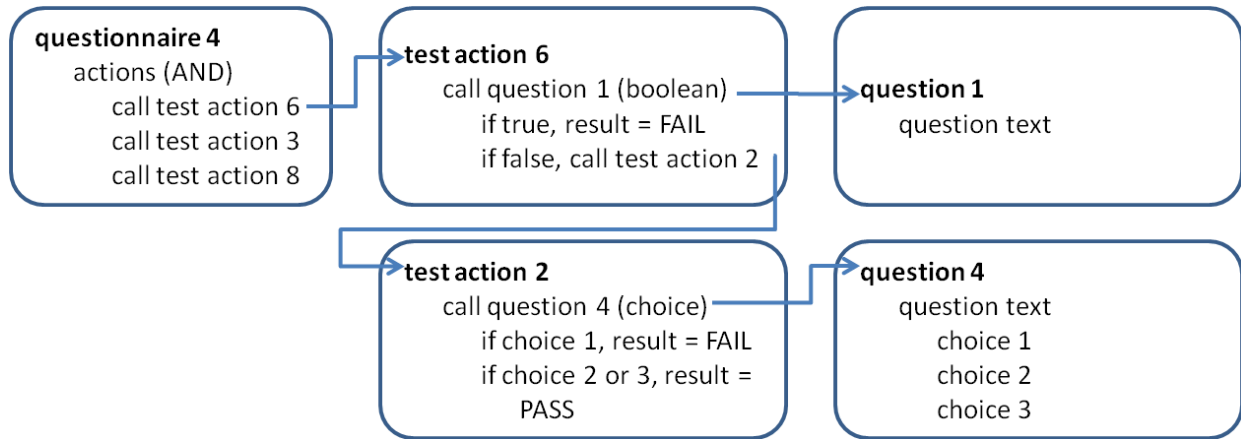 questionnaire 4
actions (AND)
call test action 6
call test action 3
call test action 8
test action 6
call question 1 (boolean)
if true, result = FAIL
if false, call test action 2
question 1
question text
test action 2
call question 4 (choice)
if choice 1, result = FAIL
if choice 2 or 3, result =
PASS
question 4
question text
choice 1
choice 2
choice 3